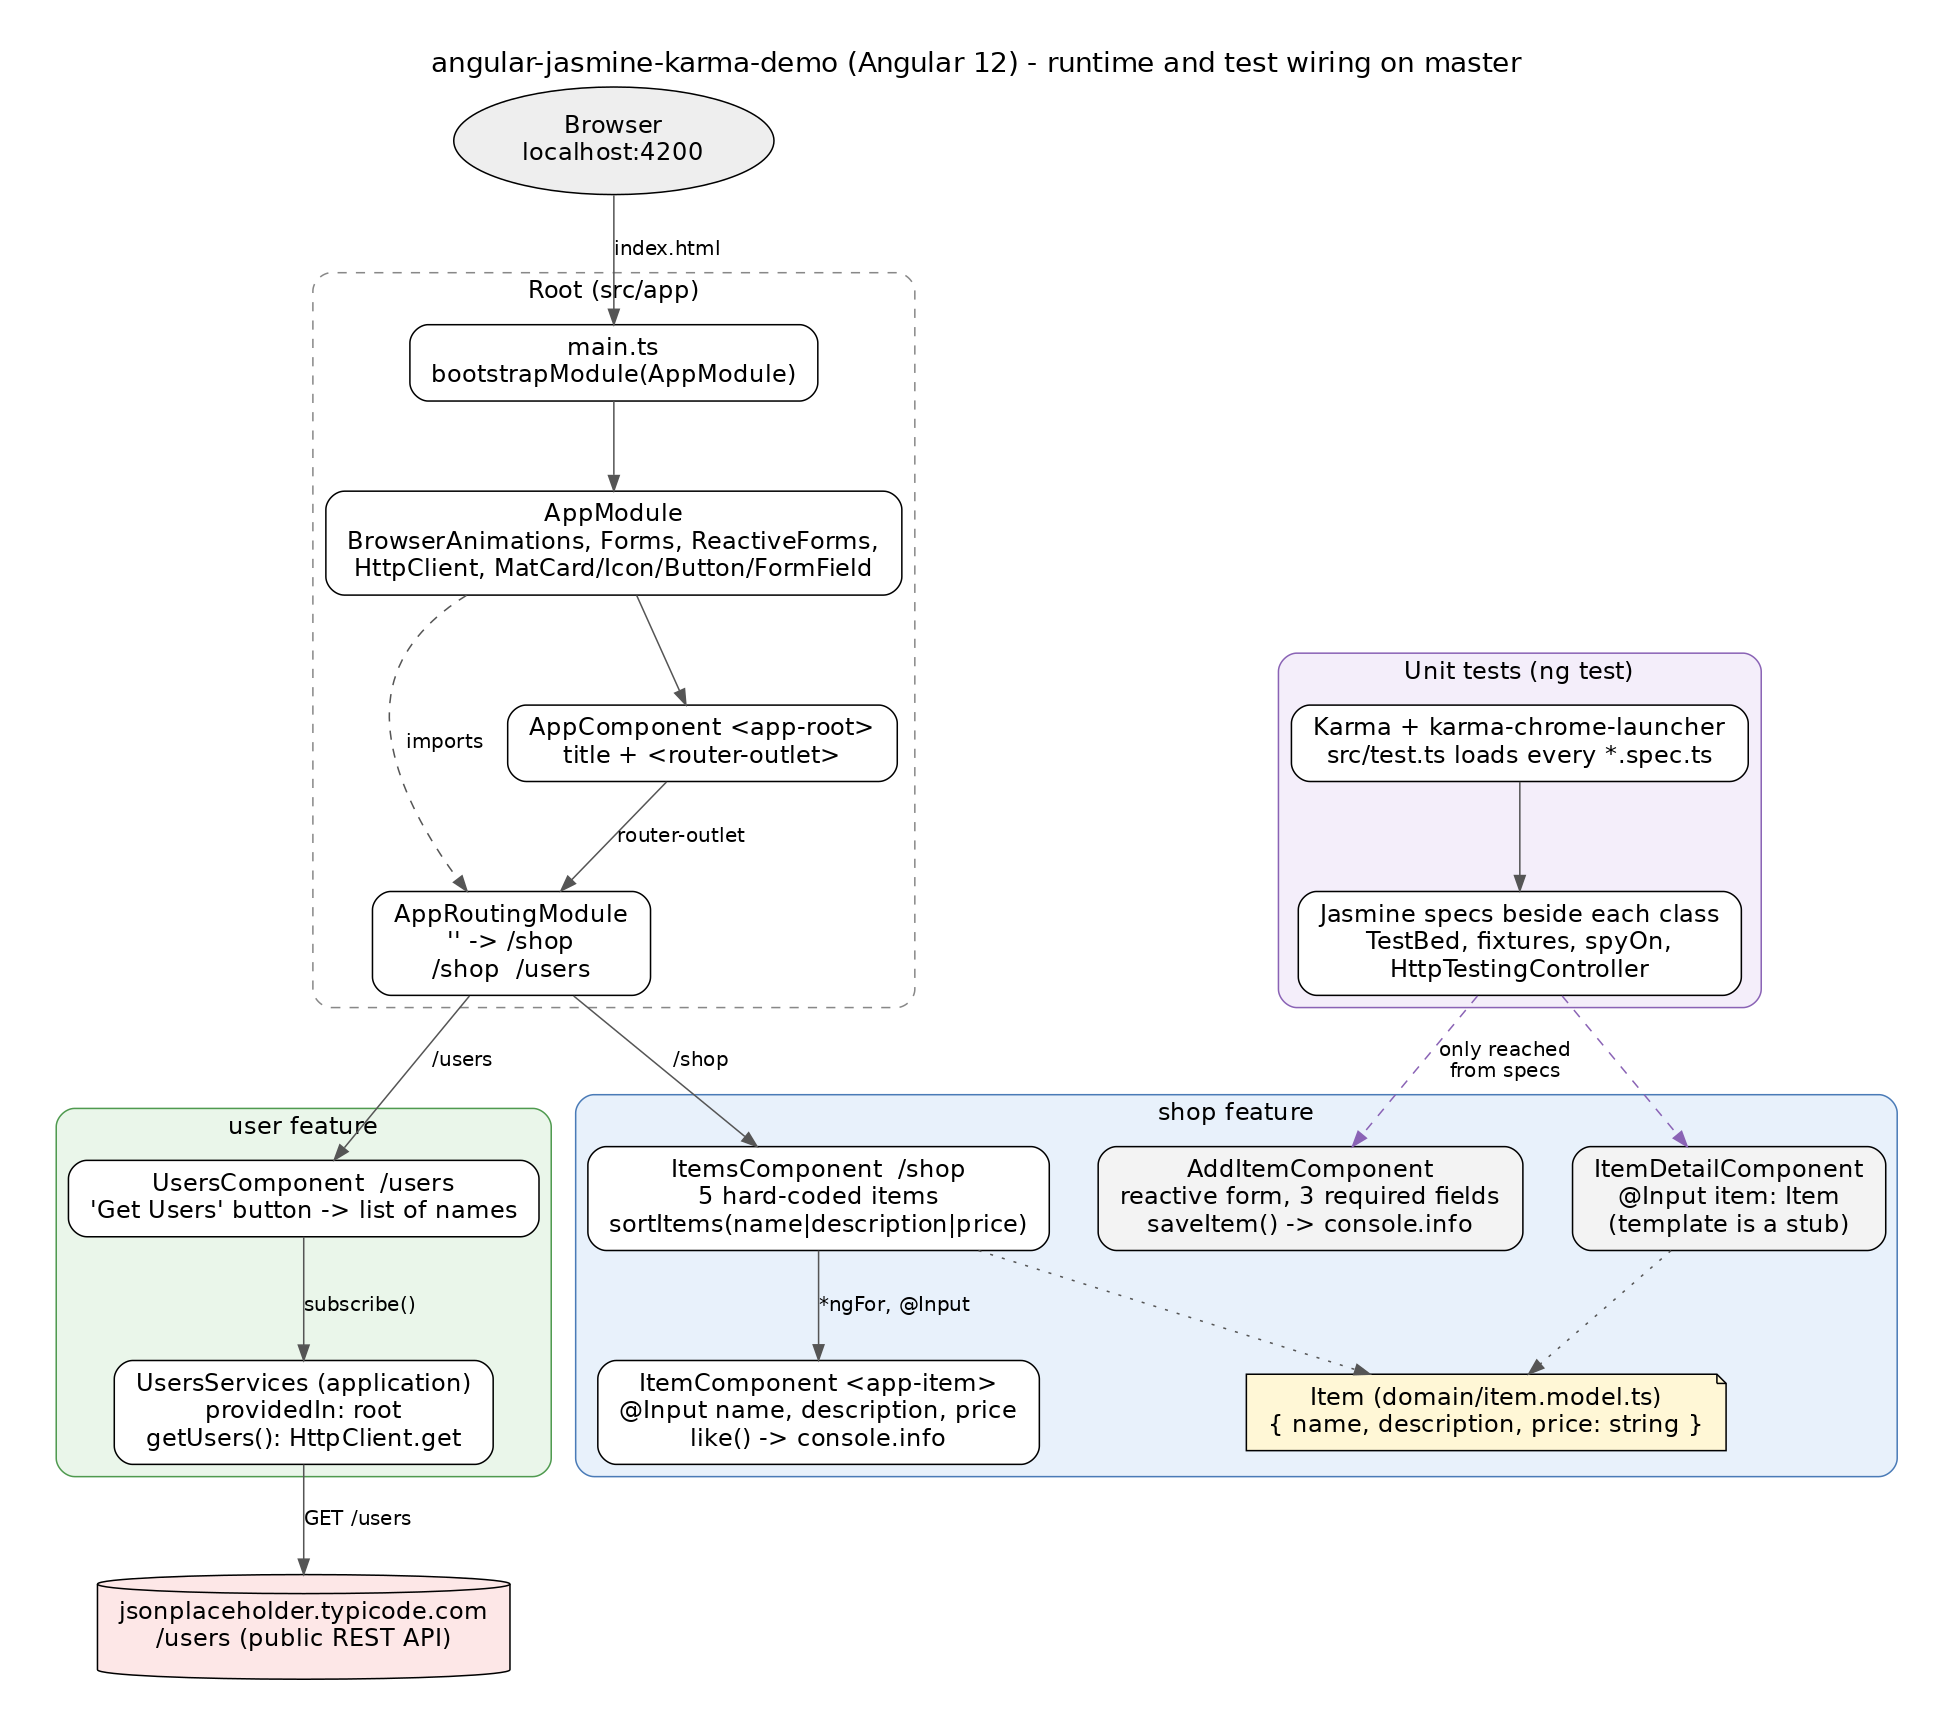 angular-jasmine-karma-demo (Angular 12) - runtime and test wiring on master
Browser
localhost:4200
index.html
Root (src/app)
main.ts
bootstrapModule(AppModule)
AppModule
BrowserAnimations, Forms, ReactiveForms,
HttpClient, MatCard/Icon/Button/FormField
imports
AppComponent <app-root>
title + <router-outlet>
router-outlet
AppRoutingModule
'' -> /shop
/shop  /users
Unit tests (ng test)
Karma + karma-chrome-launcher
src/test.ts loads every *.spec.ts
Jasmine specs beside each class
TestBed, fixtures, spyOn,
HttpTestingController
/users
/shop
only reached
from specs
user feature
UsersComponent  /users
'Get Users' button -> list of names
subscribe()
UsersServices (application)
providedIn: root
getUsers(): HttpClient.get
GET /users
jsonplaceholder.typicode.com
/users (public REST API)
shop feature
ItemsComponent  /shop
5 hard-coded items
sortItems(name|description|price)
AddItemComponent
reactive form, 3 required fields
saveItem() -> console.info
ItemDetailComponent
@Input item: Item
(template is a stub)
*ngFor, @Input
ItemComponent <app-item>
@Input name, description, price
like() -> console.info
Item (domain/item.model.ts)
{ name, description, price: string }